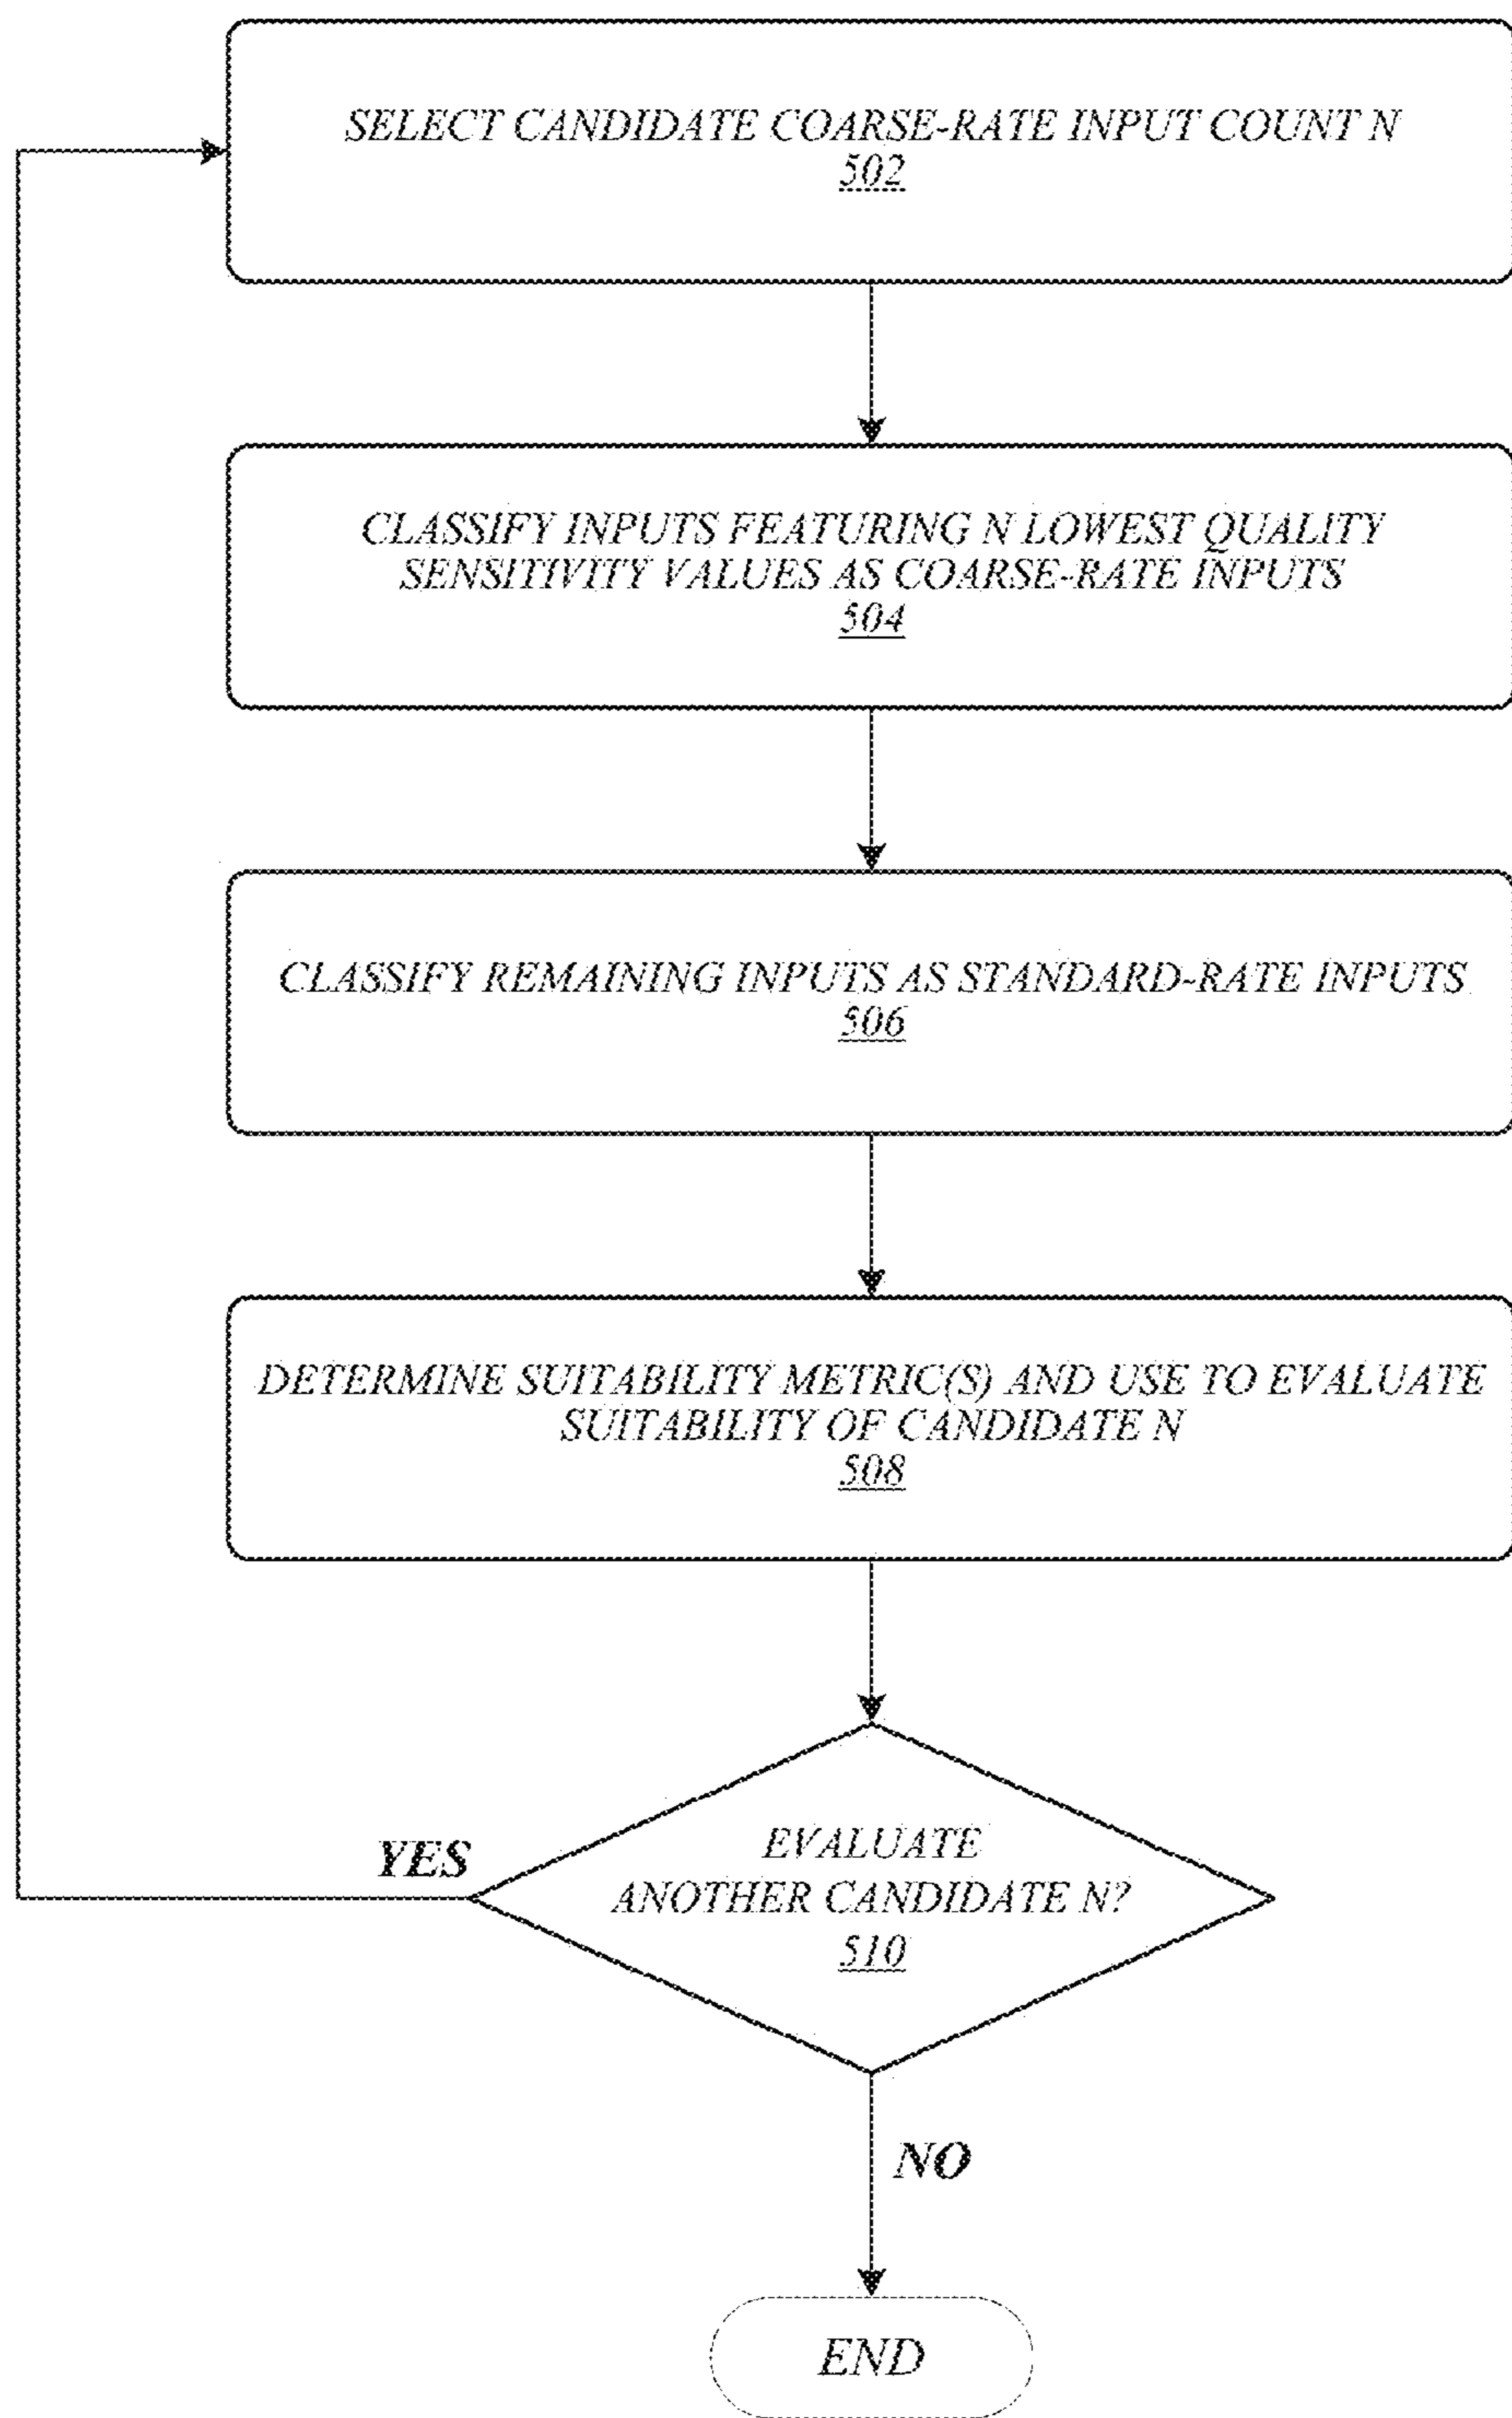 SELECT CANDIDATE COARSE-RATE INPUT COUNT N
502
CLASSIFY INPUTS FEATURING N LOWEST QUALITY
SENSITIVITY VALUES AS COARSE-RATE INPUTS
504
CLASSIFY REMAINING INPUTS AS STANDARD-RATE INPUTS
506
DETERMINE SUITABILITY METRIC(S) AND USE TO EVALUATE
SUITABILITY OF CANDIDATE N
508
YES
EVALUATE
ANOTHER CANDIDATE N?
510
NO
END